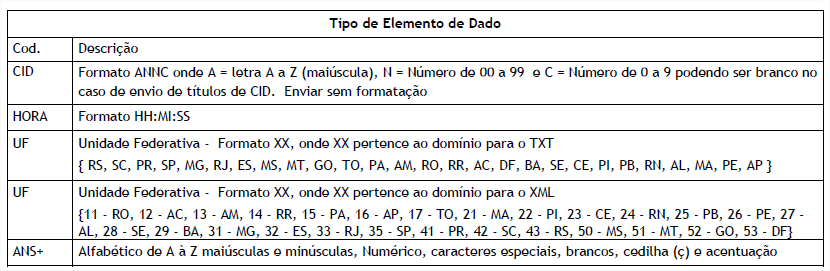 Tipo de Elemento de Dado
Cod. Descrição
CID Formato ANNC onde A = letra A a Z (maiúscula), N = Número de 00 a 99 e C = Número de 0 a 9 podendo ser branco no
caso de envio de títulos de CID. Enviar sem formatação
HORA Formato HH:MI:SS
UF Unidade Federativa - Formato XX, onde XX pertence ao domínio para o TXT
{ RS, SC, PR, SP, MG, RJ, ES, MS, MT, GO, TO, PA, AM, RO, RR, AC, DF, BA, SE, CE, PI, PB, RN, AL, MA, PE, AP }
UF Unidade Federativa - Formato XX, onde XX pertence ao domínio para o XML
{11 - RO, 12 - AC, 13 - AM, 14 - RR, 15 - PA, 16 - AP, 17 - TO, 21 - MA, 22 - PI, 23 - CE, 24 - RN, 25 - PB, 26 - PE, 27 -
AL, 28 - SE, 29 - BA, 31 - MG, 32 - ES, 33 - RJ, 35 - SP, 41 - PR, 42 - SC, 43 - RS, 50 - MS, 51 - MT, 52 - GO, 53 - DF}
ANS+ Alfabético de A à Z maiúsculas e minúsculas, Numérico, caracteres especiais, brancos, cedilha (ç) e acentuação